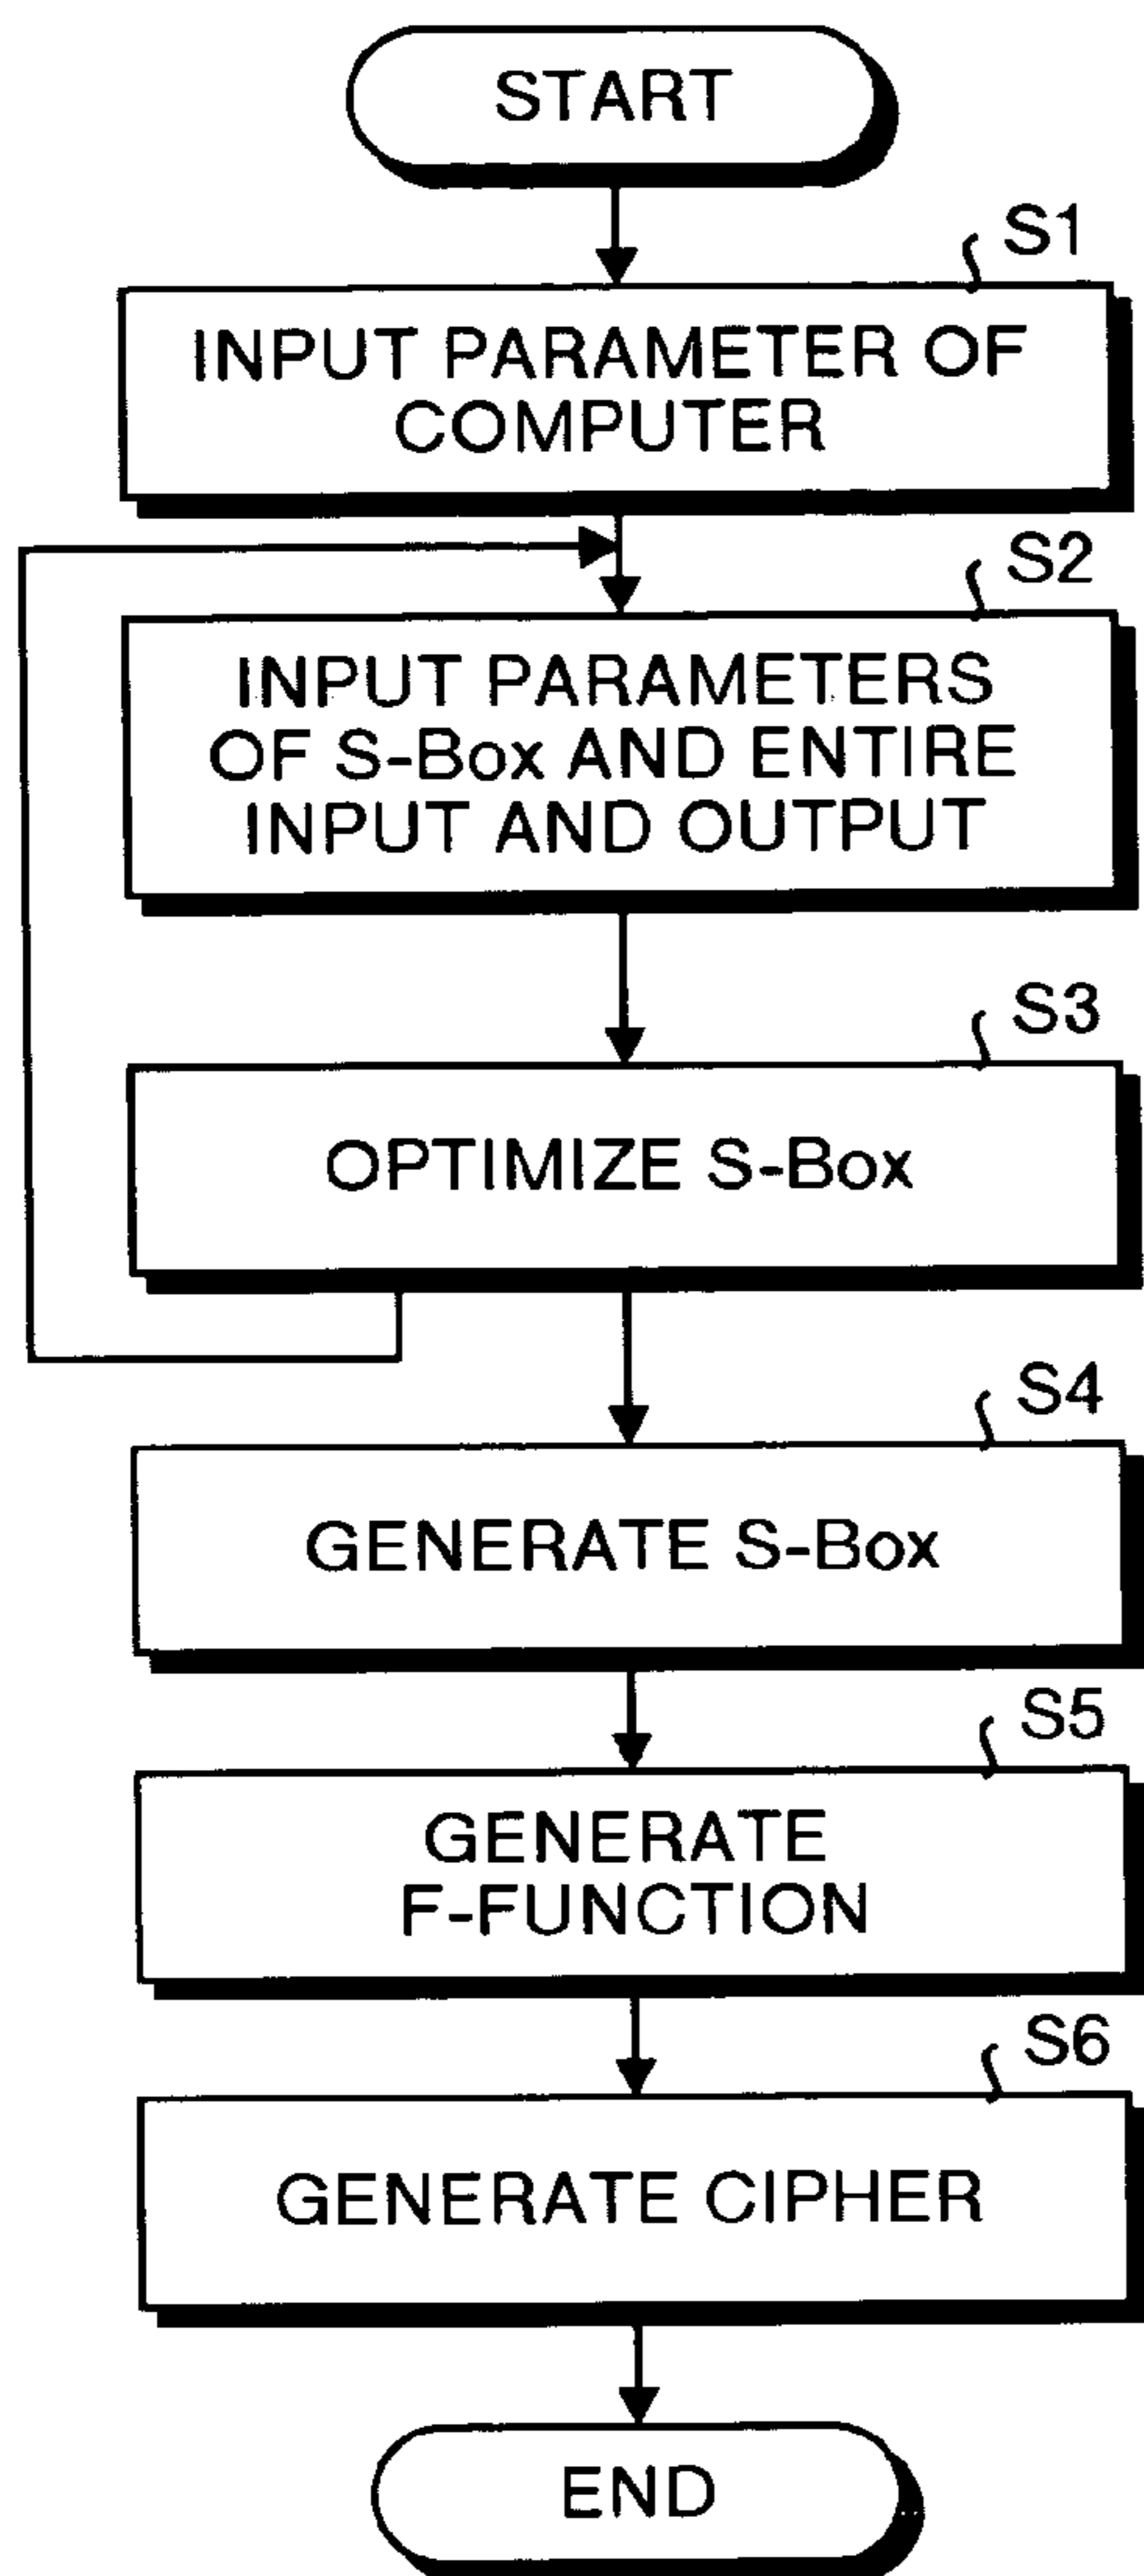 START
S1
INPUT PARAMETER OF
COMPUTER
S2
INPUT PARAMETERS
OF S-Box AND ENTIRE
INPUT AND OUTPUT
S3
OPTIMIZE S-Box
S4
GENERATE S-Box
S5
GENERATE
F-FUNCTION
S6
GENERATE CIPHER
END